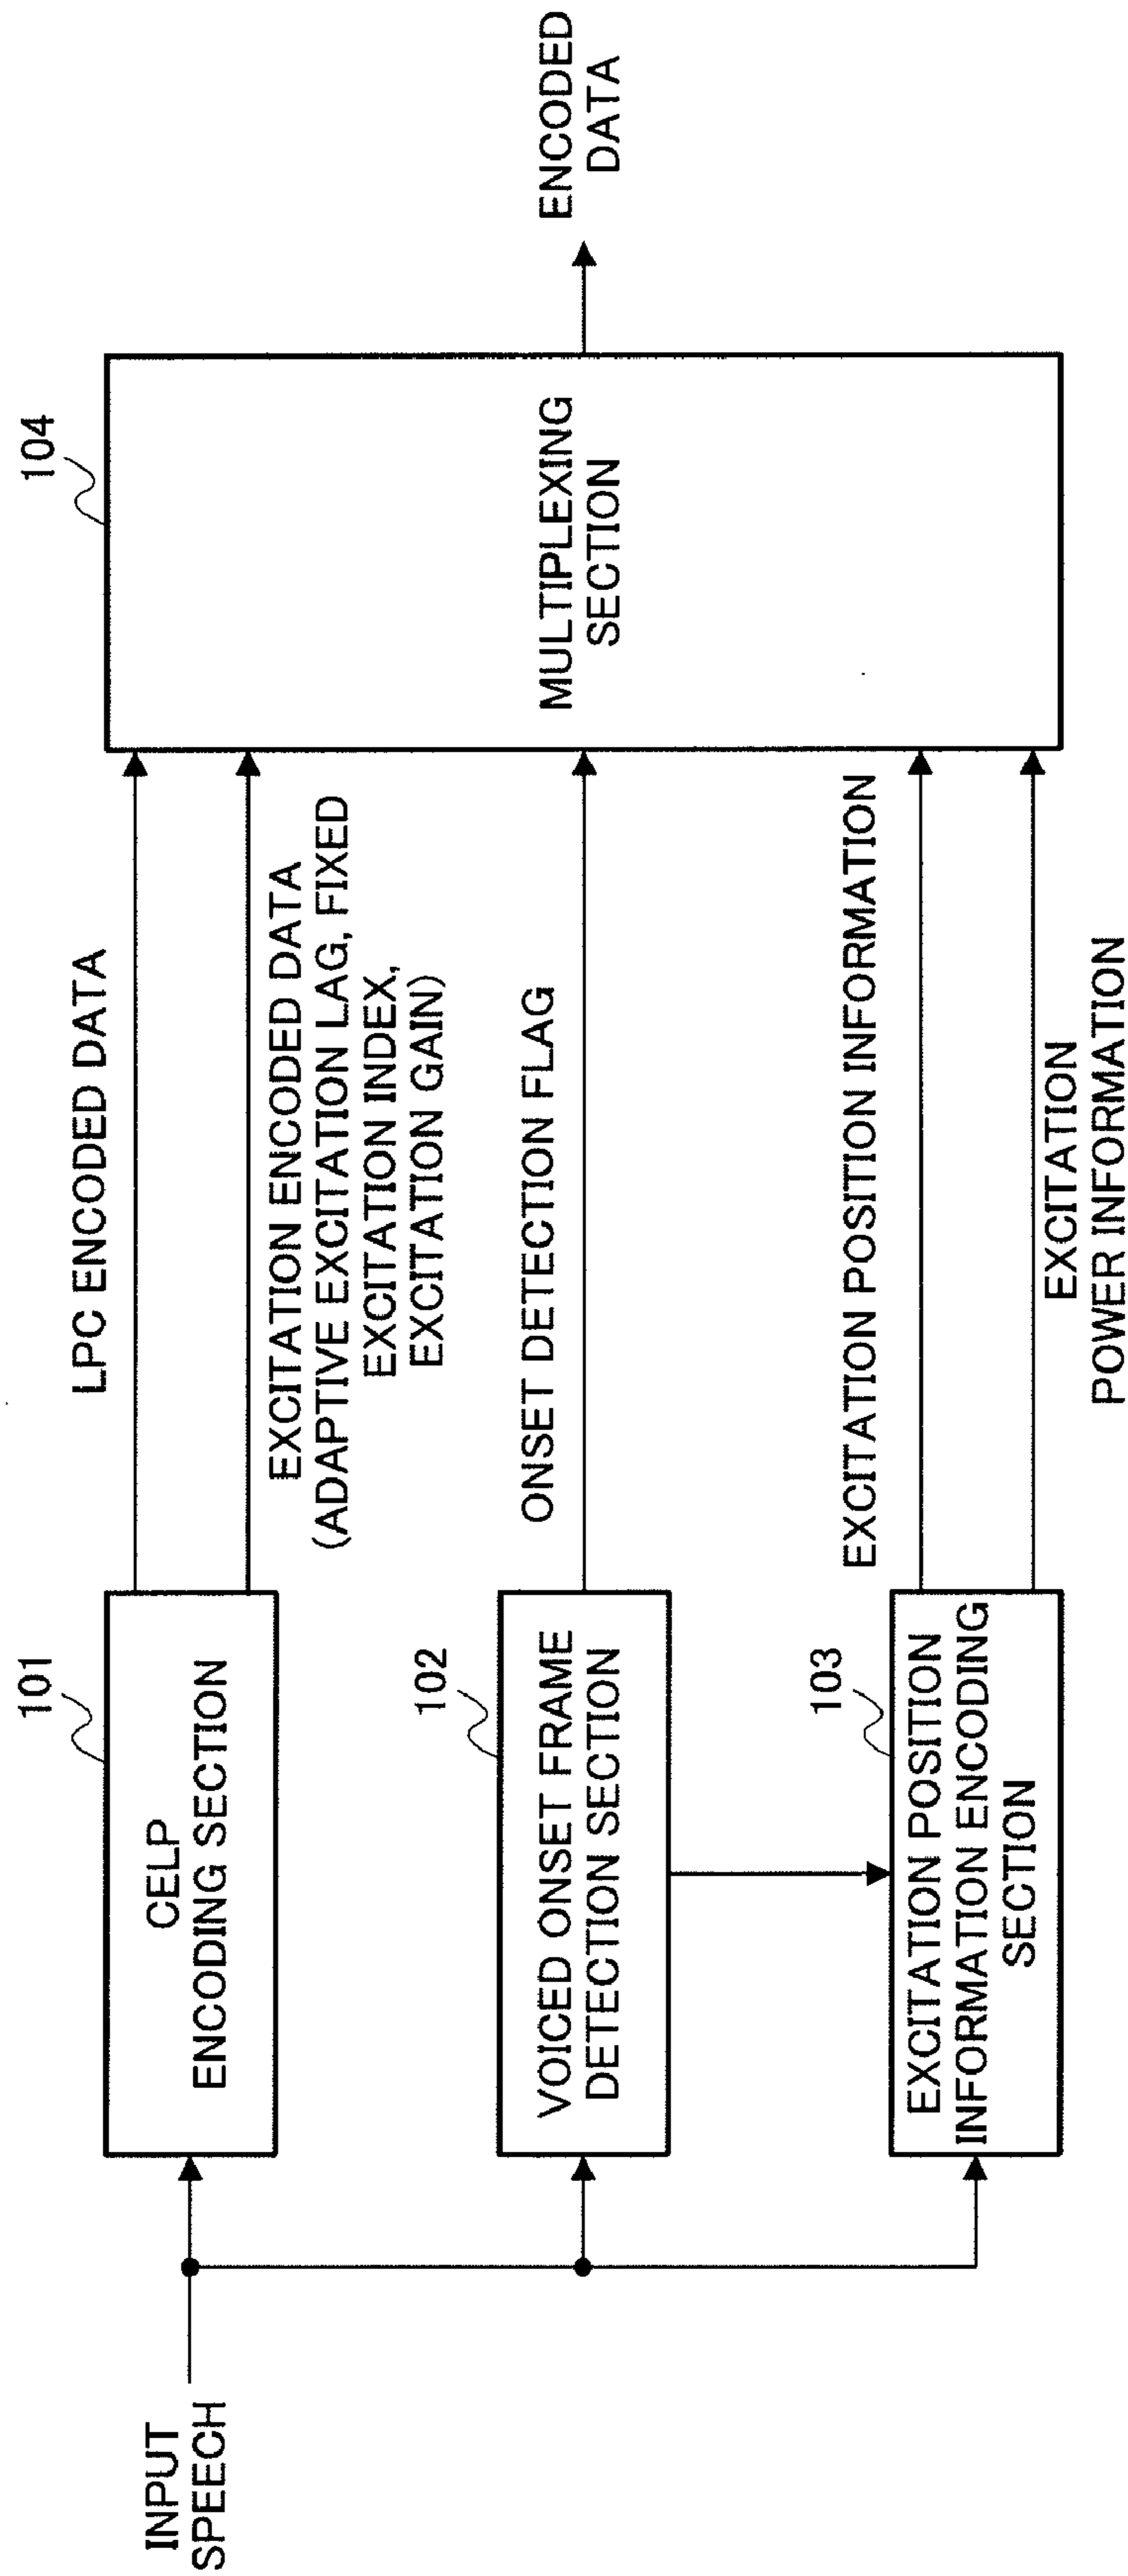 INPUT
SPEECH
101
CELP
ENCODING SECTION
LPC ENCODED DATA
EXCITATION ENCODED DATA
(ADAPTIVE EXCITATION LAG, FIXED
EXCITATION INDEX,
EXCITATION GAIN)
102
VOICED ONSET FRAME
DETECTION SECTION
ONSET DETECTION FLAG
103
EXCITATION POSITION
INFORMATION ENCODING
SECTION
EXCITATION POSITION INFORMATION
EXCITATION
POWER INFORMATION
104
MULTIPLEXING
SECTION
ENCODED
DATA